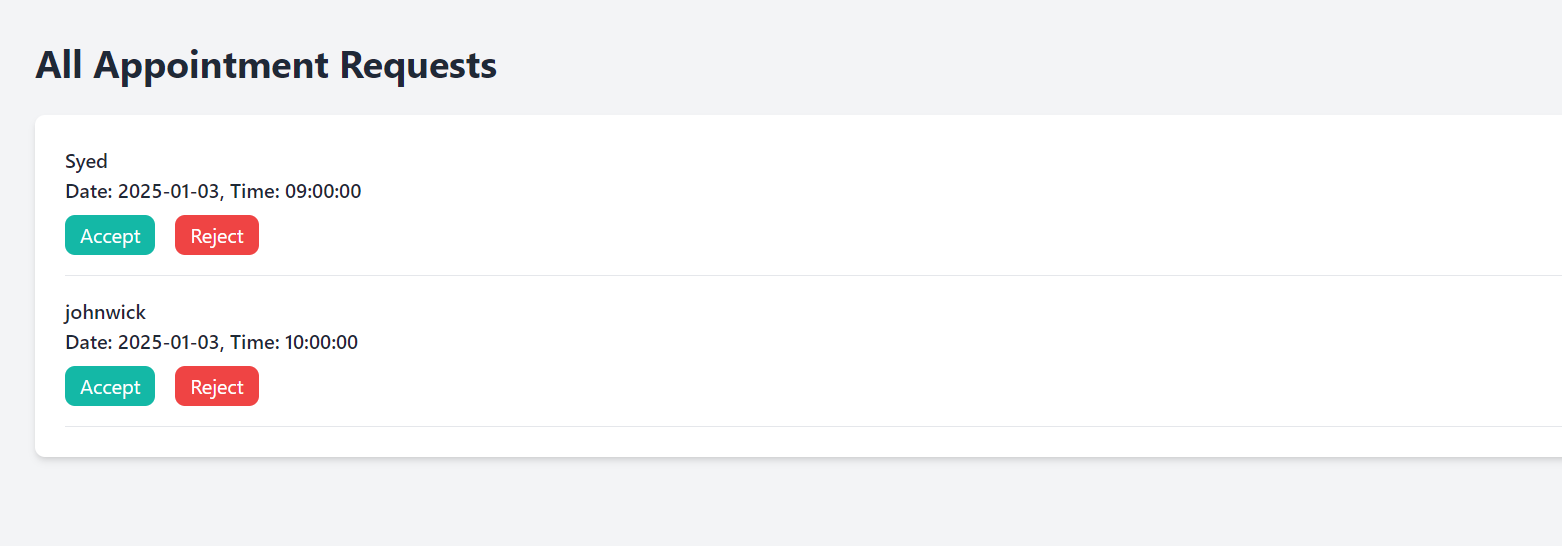 All Appointment Requests
Syed
Date: 2025-01-03, Time: 09:00:00
Accept Reject
johnwick
Date: 2025-01-03, Time: 10:00:00
Accept Reject